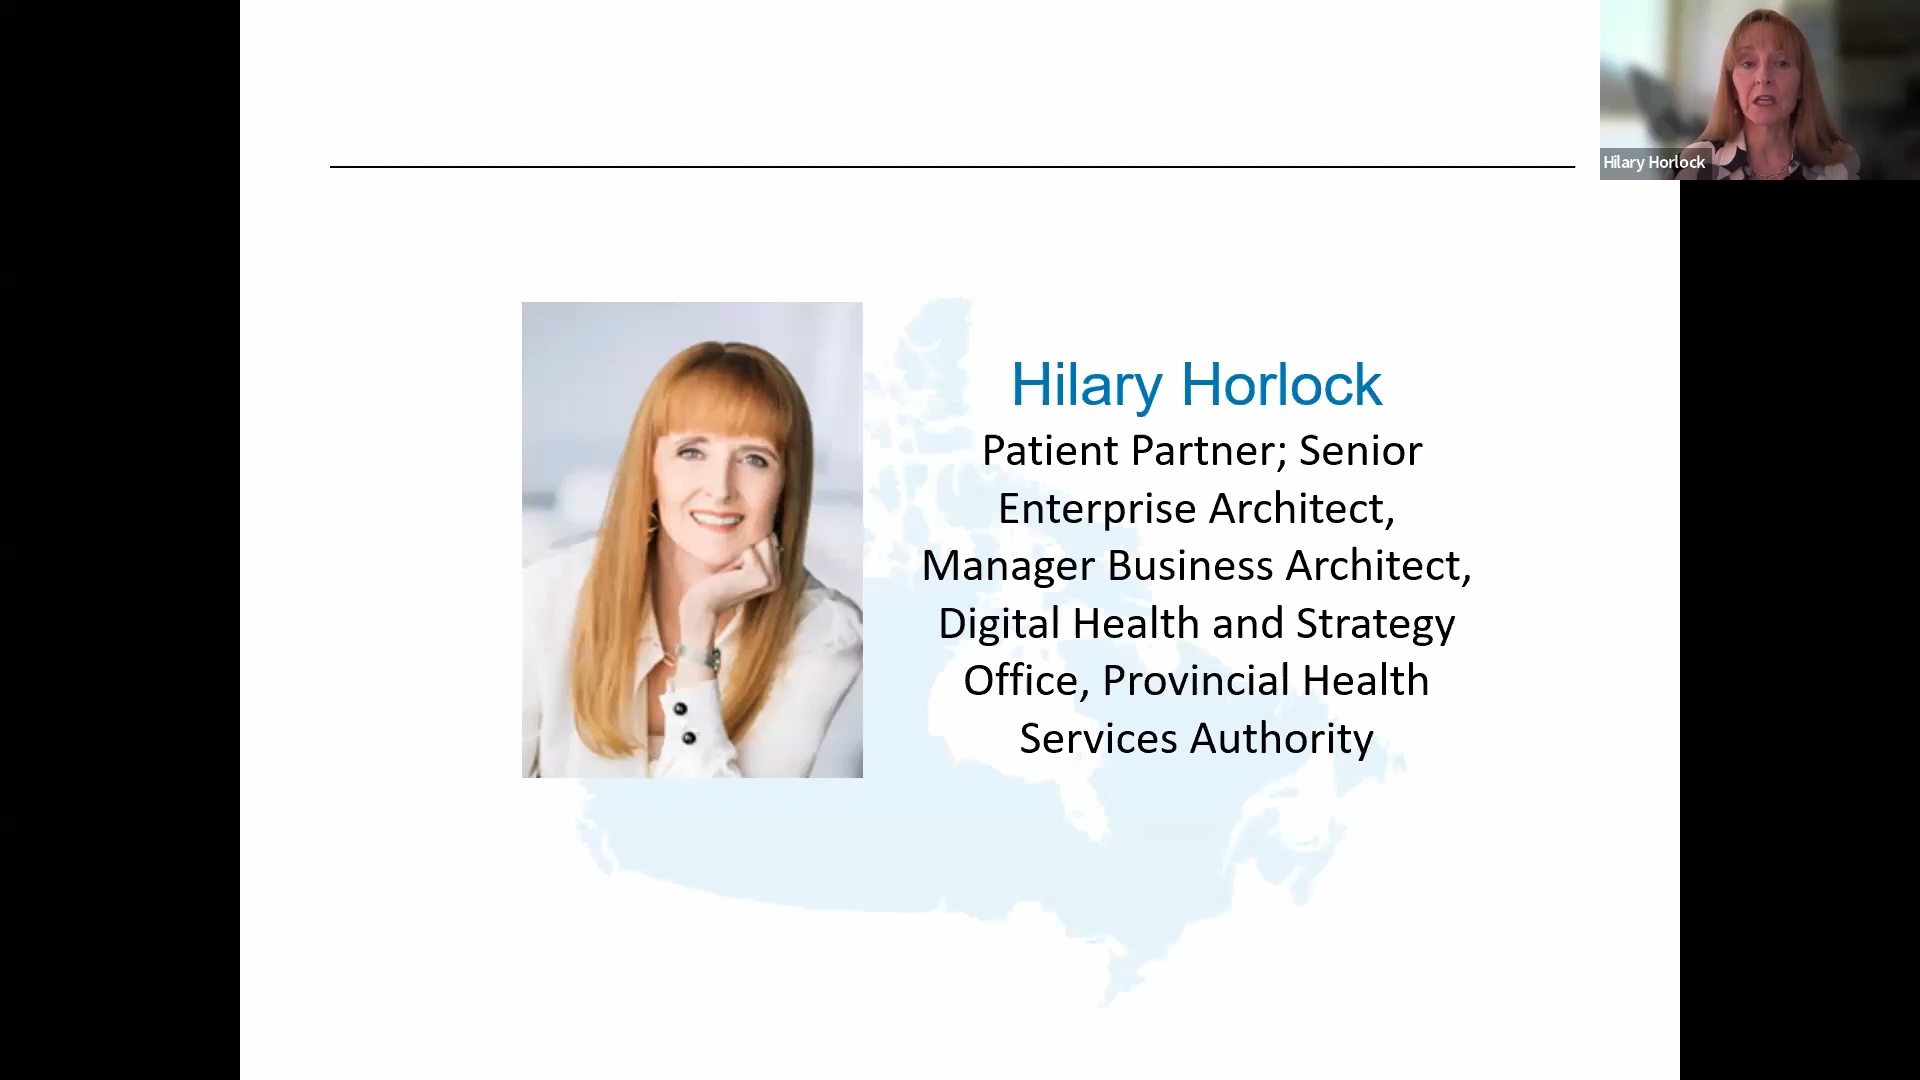 Hilary Horlock
Hilary Horlock
Patient Partner; Senior
Enterprise Architect,
Manager Business Architect,
Digital Health and Strategy
Office, Provincial Health
Services Authority